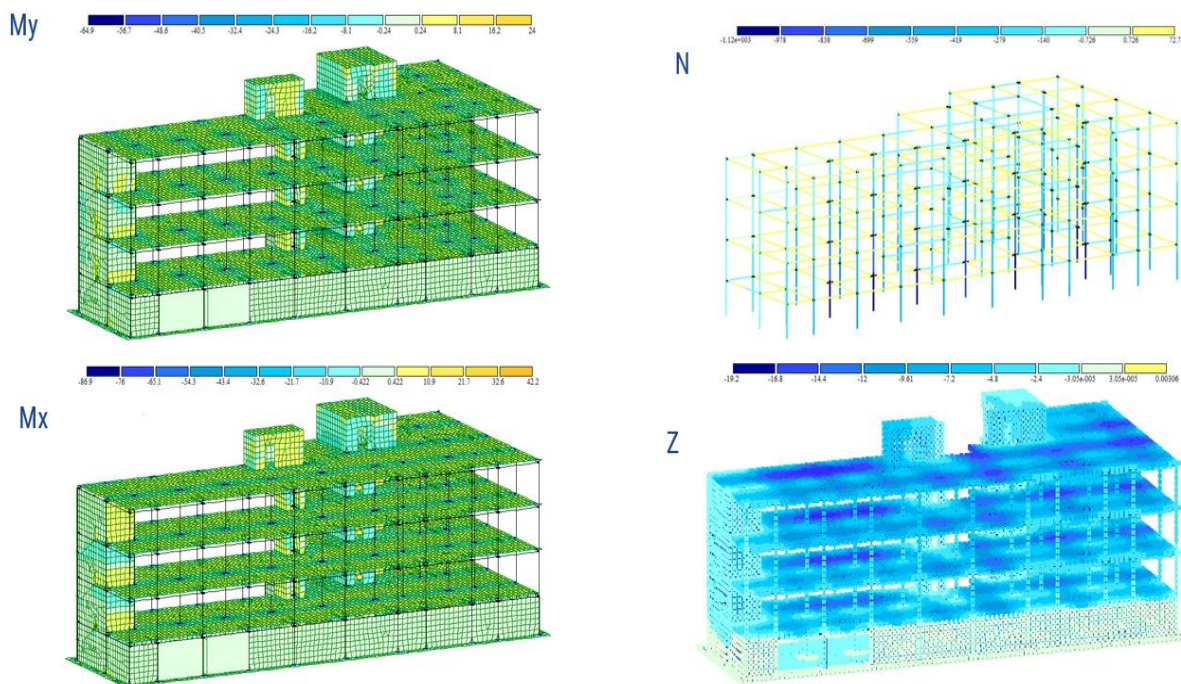 My
-64.9 -56.7 -48.6 -40.5 -32.4 -24.3 -16.2 -8.1 -0.24 0.24 8.1 16.2 24
N
-1.12e+003 -978 -838 -699 -559 -419 -279 -140 -0.726 0.726 72.7
Mx
-86.9 -76 -65.1 -54.3 -43.4 -32.6 -21.7 -10.9 -0.422 0.422 10.9 21.7 32.6 42.2
Z
-19.2 -16.8 -14.4 -12 -9.61 -7.2 -4.8 -2.4 -3.05e-005 3.05e-005 0.00306